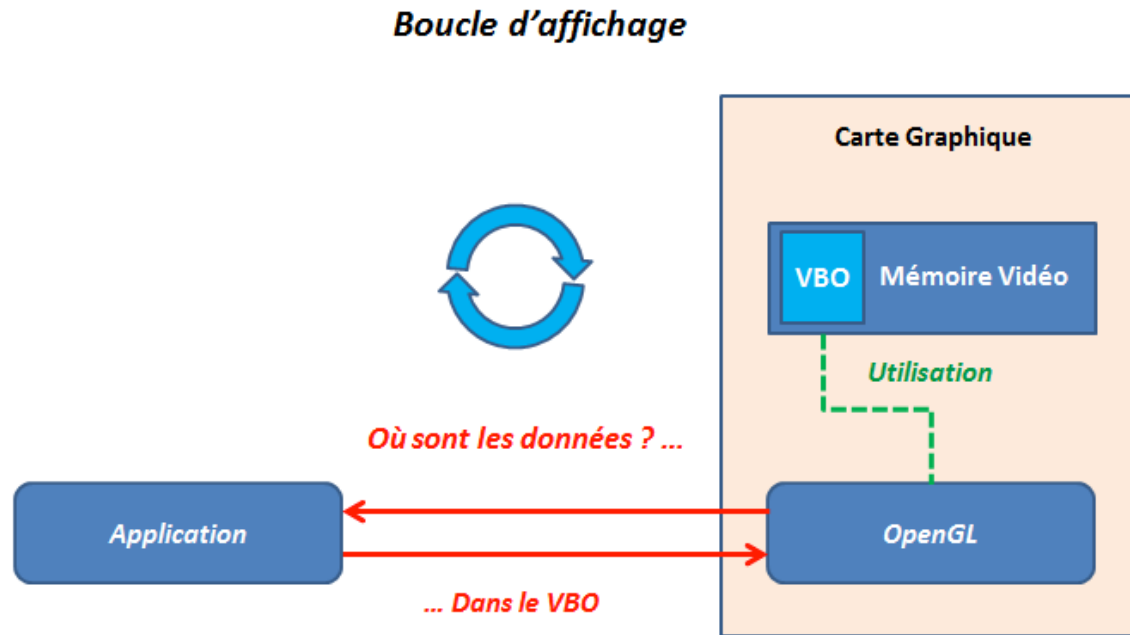 Boucle d'affichage
Carte Graphique
VBO
Mémoire Vidéo
Utilisation
Où sont les données ? ...
Application
OpenGL
... Dans le VBO